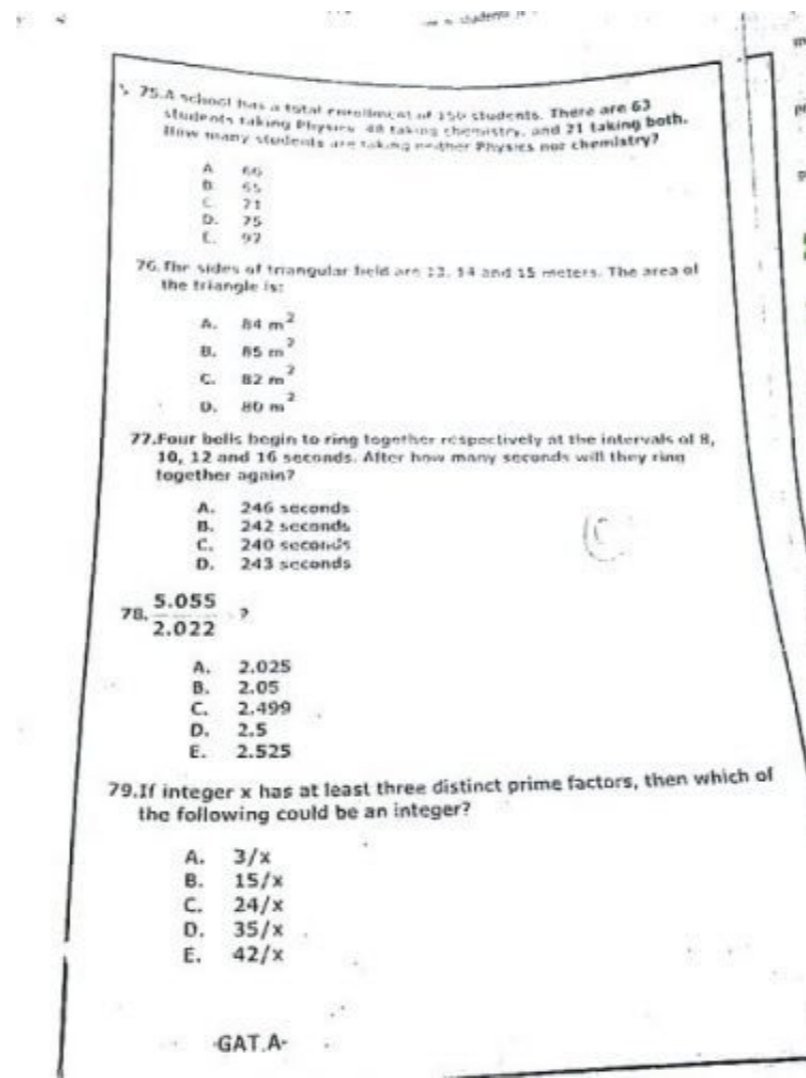 75.A school has a total enrollment of 150 students. There are 63
students taking Physics, 48 taking chemistry, and 21 taking both.
How many students are taking neither Physics nor chemistry?
A. 60
B. 65
C. 71
D. 75
E. 97
76.The sides of triangular field are 13, 14 and 15 meters. The area of
the triangle is:
A. 84 m²
B. 85 m²
C. 82 m²
D. 80 m²
77.Four bells begin to ring together respectively at the intervals of 8,
10, 12 and 16 seconds. After how many seconds will they ring
together again?
A. 246 seconds
B. 242 seconds
C. 240 seconds
D. 243 seconds
78. 5.055
2.022 ?
A. 2.025
B. 2.05
C. 2.499
D. 2.5
E. 2.525
79.If integer x has at least three distinct prime factors, then which of
the following could be an integer?
A. 3/x
B. 15/x
C. 24/x
D. 35/x
E. 42/x
-GAT.A-